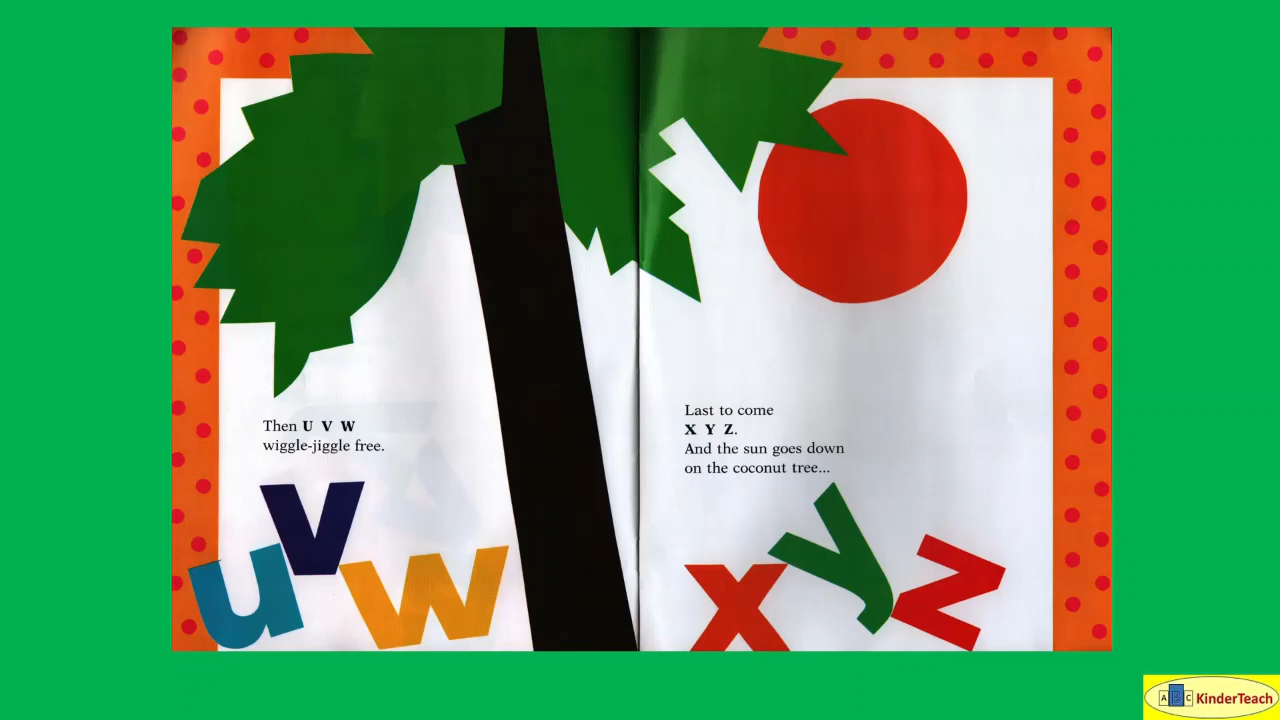 Then U V W
wiggle-jiggle free.
Last to come
X Y Z.
And the sun goes down
on the coconut tree...
u
v
w
x
y
z
A B C KinderTeach